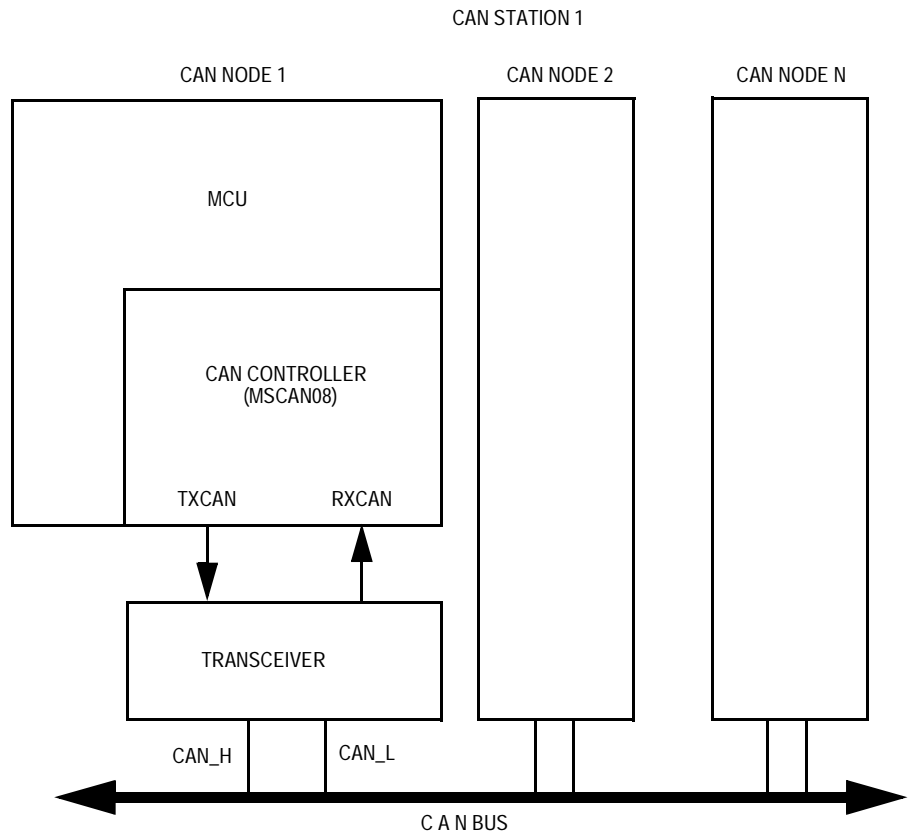 CAN STATION 1
CAN NODE 1
CAN NODE 2
CAN NODE N
MCU
CAN CONTROLLER
(MSCAN08)
TXCAN
RXCAN
TRANSCEIVER
CAN_H
CAN_L
C A N BUS